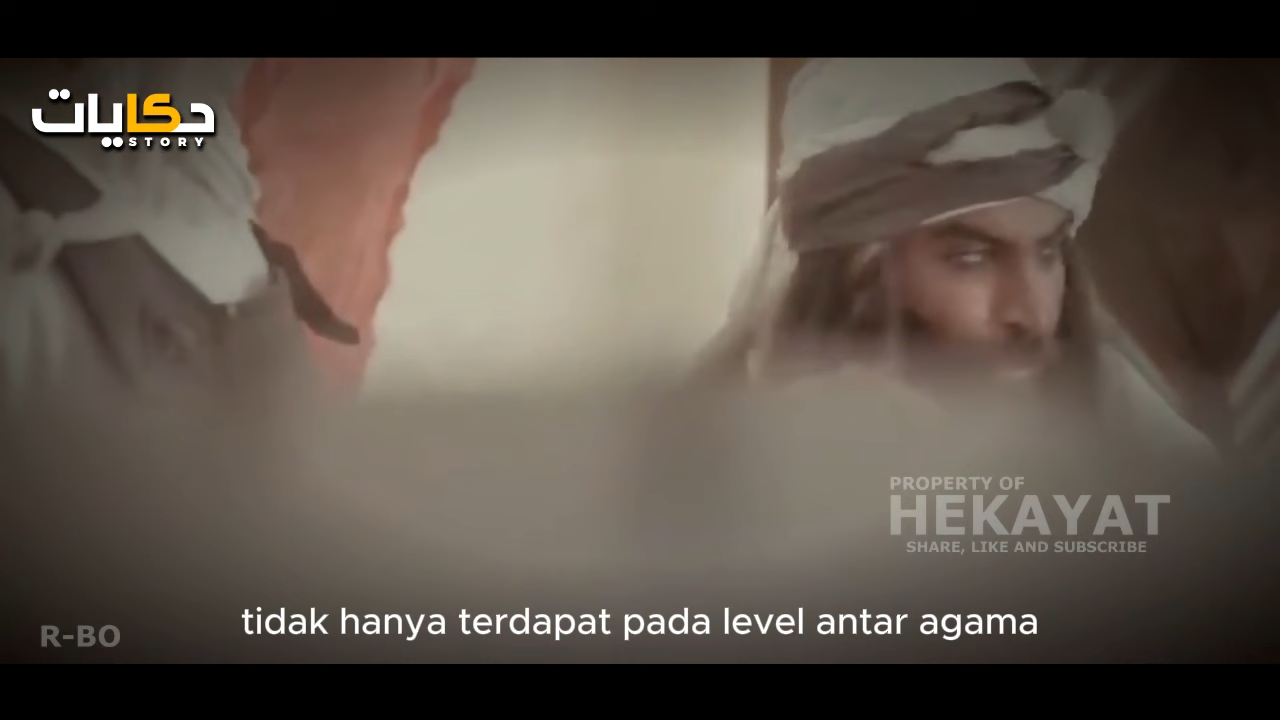 حكايات
STORY
PROPERTY OF
HEKAYAT
SHARE, LIKE AND SUBSCRIBE
R-BO
tidak hanya terdapat pada level antar agama